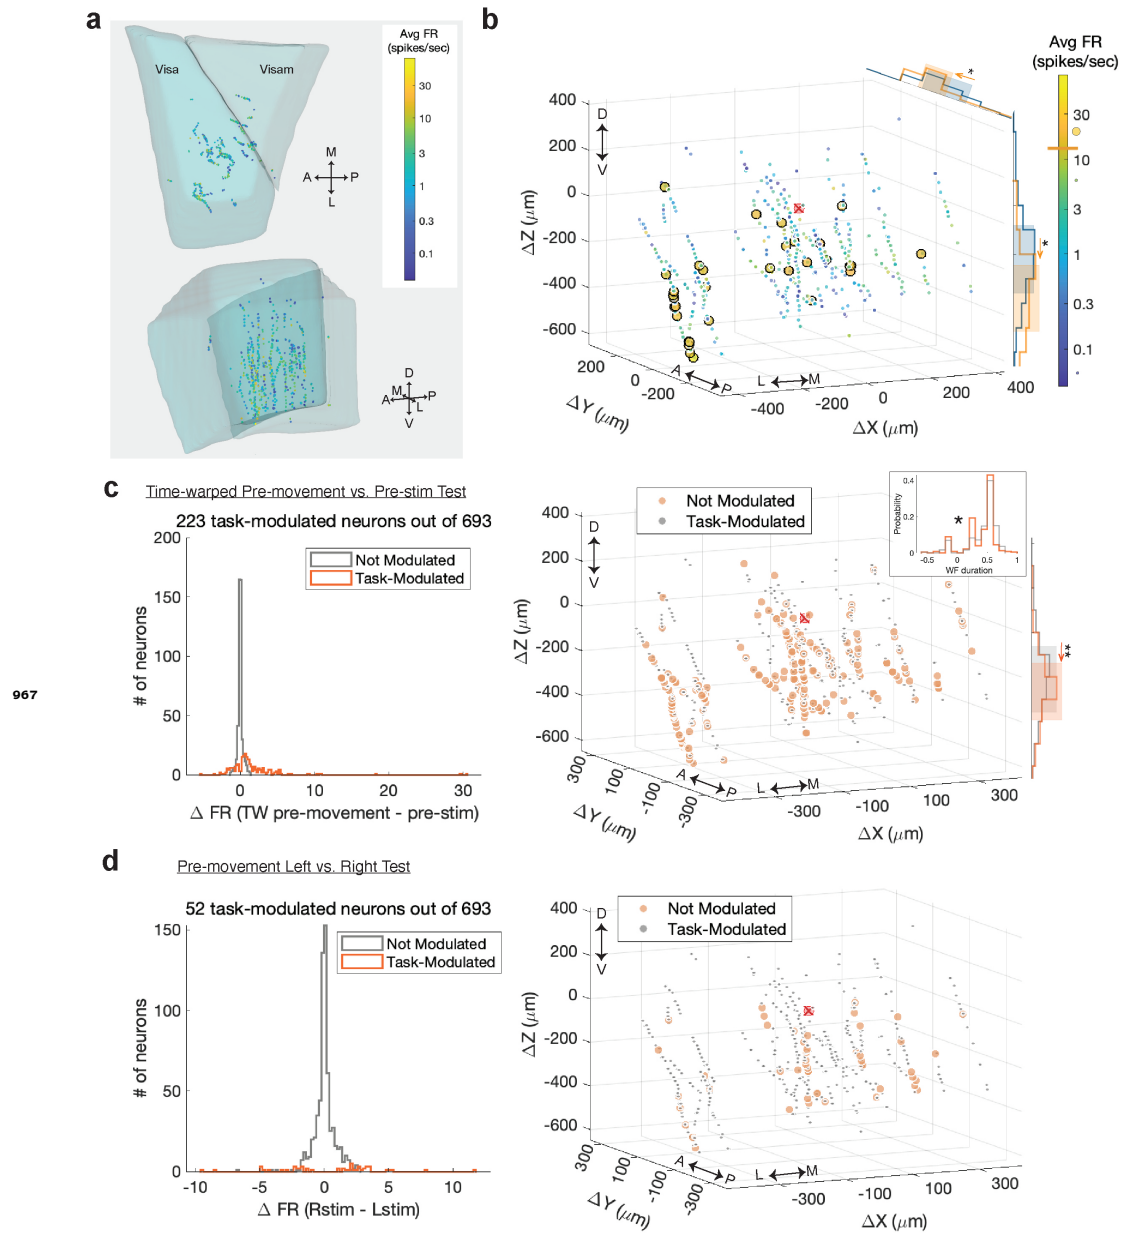 a
Avg FR
(spikes/sec)
Visa
Visam
30
10
3
1
0.3
0.1
M
A
P
L
D
M
A
P
L
V
b
Avg FR
(spikes/sec)
30
10
3
1
0.3
0.1
*
*
400
200
0
-200
-400
-600
ΔZ (μm)
D
V
200
0
-200
ΔY (μm)
A
P
L
M
-400
-200
0
200
400
ΔX (μm)
c
Time-warped Pre-movement vs. Pre-stim Test
223 task-modulated neurons out of 693
200
150
100
50
0
# of neurons
Not Modulated
Task-Modulated
0
10
20
30
Δ FR (TW pre-movement - pre-stim)
Not Modulated
Task-Modulated
400
200
0
-200
-400
-600
ΔZ (μm)
D
V
0.4
0.2
0
Probability
*
-0.5
0
0.5
1
WF duration
**
300
100
-100
-300
ΔY (μm)
A
P
L
M
-300
-100
100
300
ΔX (μm)
967
d
Pre-movement Left vs. Right Test
52 task-modulated neurons out of 693
150
100
50
0
# of neurons
Not Modulated
Task-Modulated
-10
-5
0
5
10
Δ FR (Rstim - Lstim)
Not Modulated
Task-Modulated
400
200
0
-200
-400
-600
ΔZ (μm)
D
V
300
100
-100
-300
ΔY (μm)
A
P
L
M
-300
-100
100
300
ΔX (μm)